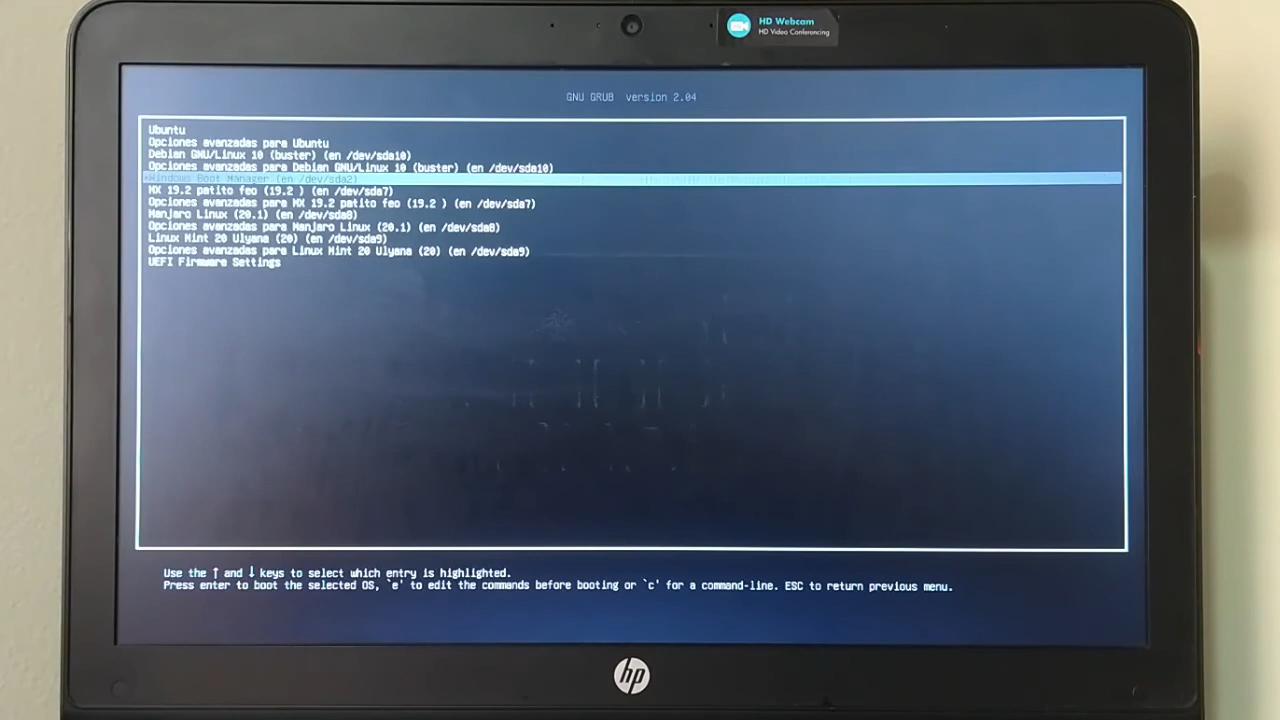 HD Webcam
HD Video Conferencing
GNU GRUB version 2.04
Ubuntu
Opciones avanzadas para Ubuntu
Debian GNU/Linux 10 (buster) (en /dev/sda10)
Opciones avanzadas para Debian GNU/Linux 10 (buster) (en /dev/sda10)
*Windows Boot Manager (en /dev/sda2)
MX 19.2 patito feo (19.2 ) (en /dev/sda7)
Opciones avanzadas para MX 19.2 patito feo (19.2 ) (en /dev/sda7)
Manjaro Linux (20.1) (en /dev/sda8)
Opciones avanzadas para Manjaro Linux (20.1) (en /dev/sda8)
Linux Mint 20 Ulyana (20) (en /dev/sda9)
Opciones avanzadas para Linux Mint 20 Ulyana (20) (en /dev/sda9)
UEFI Firmware Settings
Use the ↑ and ↓ keys to select which entry is highlighted.
Press enter to boot the selected OS, `e' to edit the commands before booting or `c' for a command-line. ESC to return previous menu.
hp